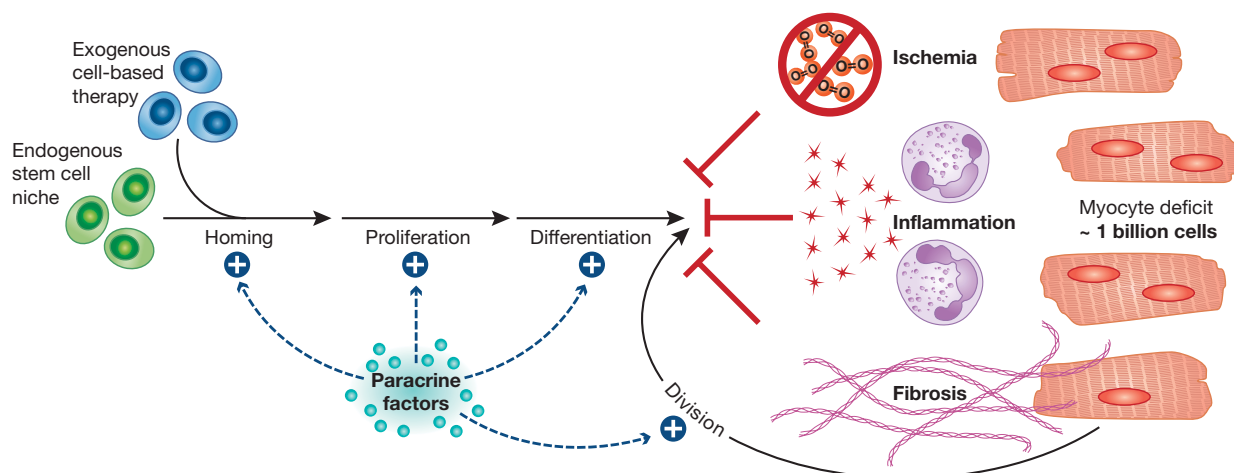 Exogenous
cell-based
therapy
Endogenous
stem cell
niche
Homing
Proliferation
Differentiation
+
+
+
Paracrine
factors
+
Division
O=O
O=O
O=O
O=O
O=O
O=O
Ischemia
Inflammation
Fibrosis
Myocyte deficit
~ 1 billion cells